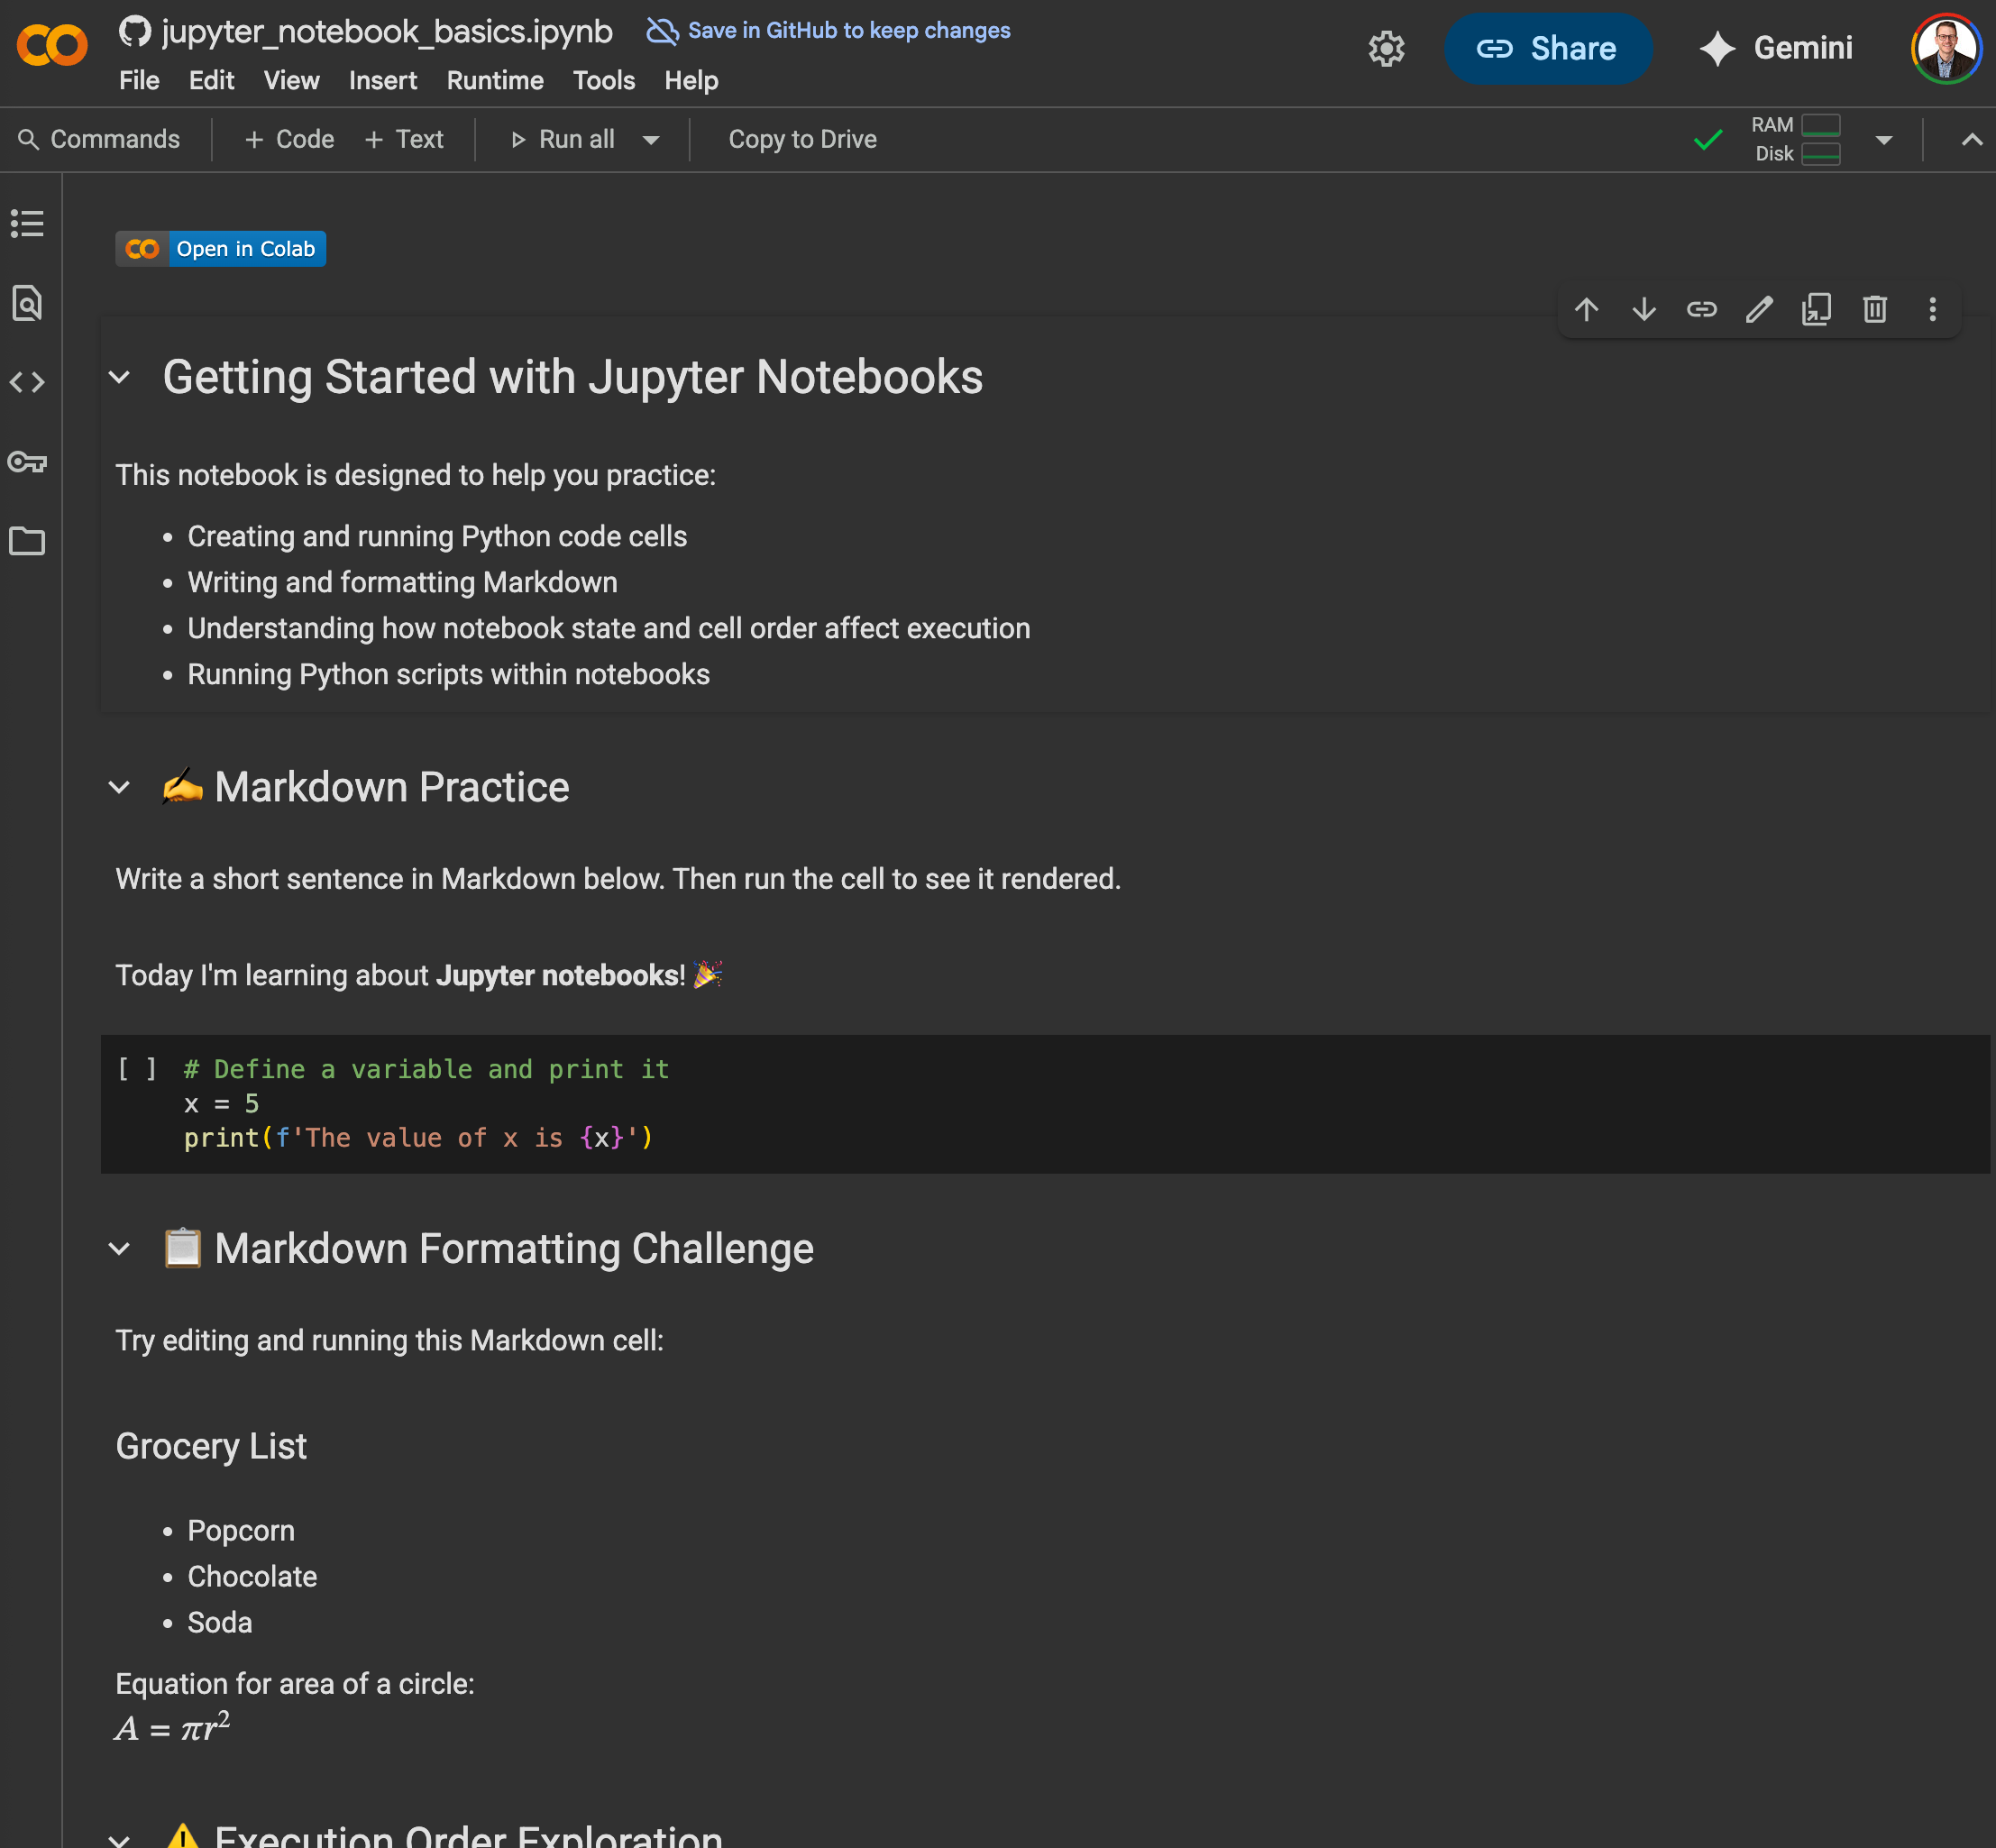 jupyter_notebook_basics.ipynb Save in GitHub to keep changes
File Edit View Insert Runtime Tools Help
Share Gemini
Commands + Code + Text Run all Copy to Drive
RAM
Disk
Open in Colab
Getting Started with Jupyter Notebooks
This notebook is designed to help you practice:
• Creating and running Python code cells
• Writing and formatting Markdown
• Understanding how notebook state and cell order affect execution
• Running Python scripts within notebooks
✍️ Markdown Practice
Write a short sentence in Markdown below. Then run the cell to see it rendered.
Today I'm learning about Jupyter notebooks! 🎉
[ ] # Define a variable and print it
x = 5
print(f'The value of x is {x}')
📋 Markdown Formatting Challenge
Try editing and running this Markdown cell:
Grocery List
• Popcorn
• Chocolate
• Soda
Equation for area of a circle:
A = πr²
⚠️ Execution Order Exploration